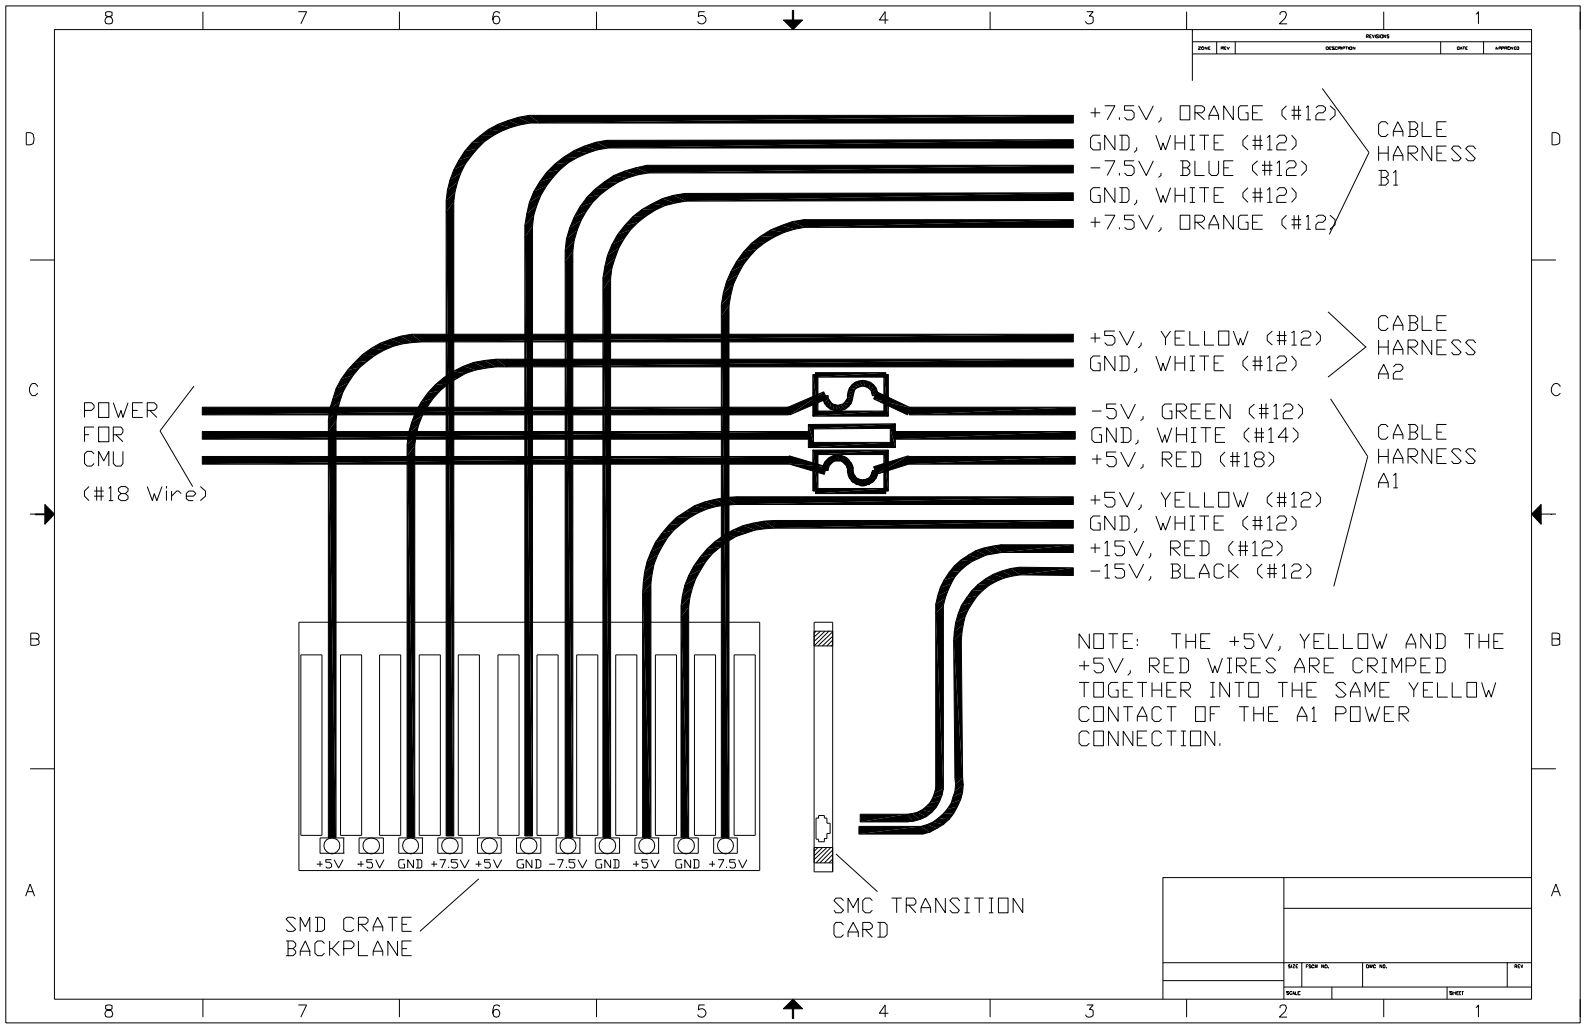 8 7 6 5 4 3 2 1
REVISIONS
ZONE REV DESCRIPTION DATE APPROVED
D D
+7.5V, ORANGE (#12)
GND, WHITE (#12)
-7.5V, BLUE (#12)
GND, WHITE (#12)
+7.5V, ORANGE (#12)
CABLE
HARNESS
B1
+5V, YELLOW (#12)
GND, WHITE (#12)
CABLE
HARNESS
A2
C C
POWER
FOR
CMU
(#18 Wire)
-5V, GREEN (#12)
GND, WHITE (#14)
+5V, RED (#18)
+5V, YELLOW (#12)
GND, WHITE (#12)
+15V, RED (#12)
-15V, BLACK (#12)
CABLE
HARNESS
A1
B B
NOTE: THE +5V, YELLOW AND THE
+5V, RED WIRES ARE CRIMPED
TOGETHER INTO THE SAME YELLOW
CONTACT OF THE A1 POWER
CONNECTION.
+5V +5V GND +7.5V +5V GND -7.5V GND +5V GND +7.5V
A A
SMD CRATE
BACKPLANE
SMC TRANSITION
CARD
SIZE FSCM NO. DWG NO. REV
SCALE SHEET
8 7 6 5 4 3 2 1